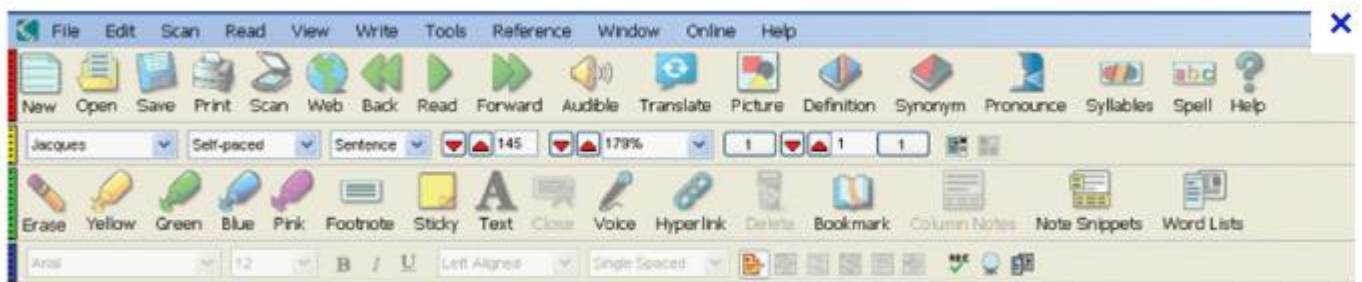 File Edit Scan Read View Write Tools Reference Window Online Help
New Open Save Print Scan Web Back Read Forward Audible Translate Picture Definition Synonym Pronounce Syllables Spell Help
Jacques Self-paced Sentence 145 179% 1 1 1
Erase Yellow Green Blue Pink Footnote Sticky Text Close Voice Hyperlink Delete Bookmark Column Notes Note Snippets Word Lists
Arial 12 B I U Left Aligned Single Spaced